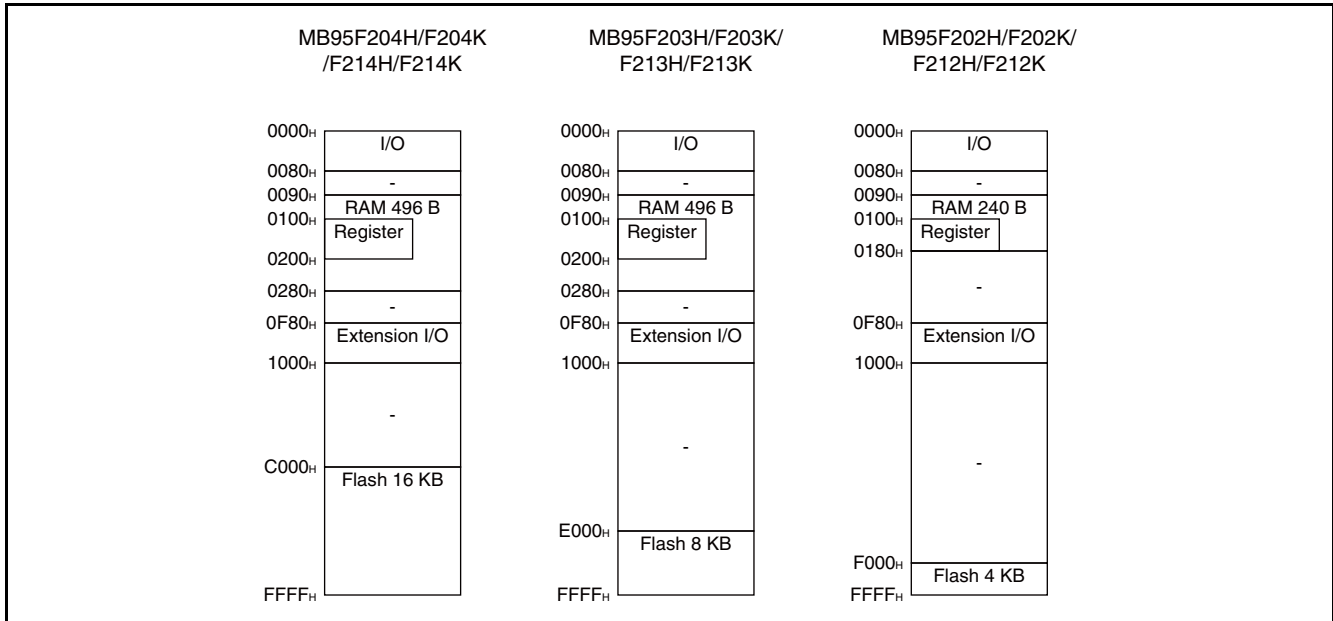 MB95F204H/F204K
/F214H/F214K
0000H
I/O
0080H
-
0090H
RAM 496 B
0100H
Register
0200H
0280H
-
0F80H
Extension I/O
1000H
-
C000H
Flash 16 KB
FFFFH
MB95F203H/F203K/
F213H/F213K
0000H
I/O
0080H
-
0090H
RAM 496 B
0100H
Register
0200H
0280H
-
0F80H
Extension I/O
1000H
-
E000H
Flash 8 KB
FFFFH
MB95F202H/F202K/
F212H/F212K
0000H
I/O
0080H
-
0090H
RAM 240 B
0100H
Register
0180H
-
0F80H
Extension I/O
1000H
-
F000H
Flash 4 KB
FFFFH